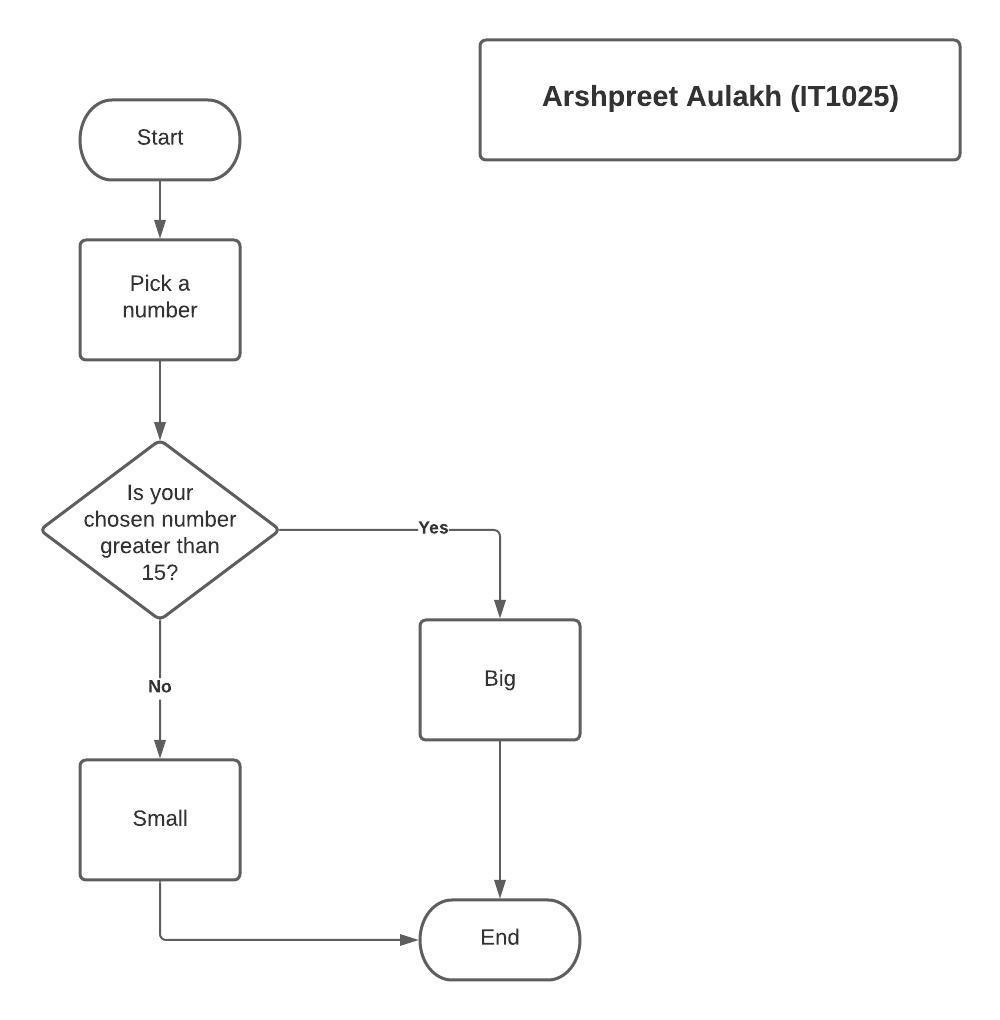 Arshpreet Aulakh (IT1025)
Start
Pick a
number
Is your
chosen number
greater than
15?
Yes
No
Big
Small
End